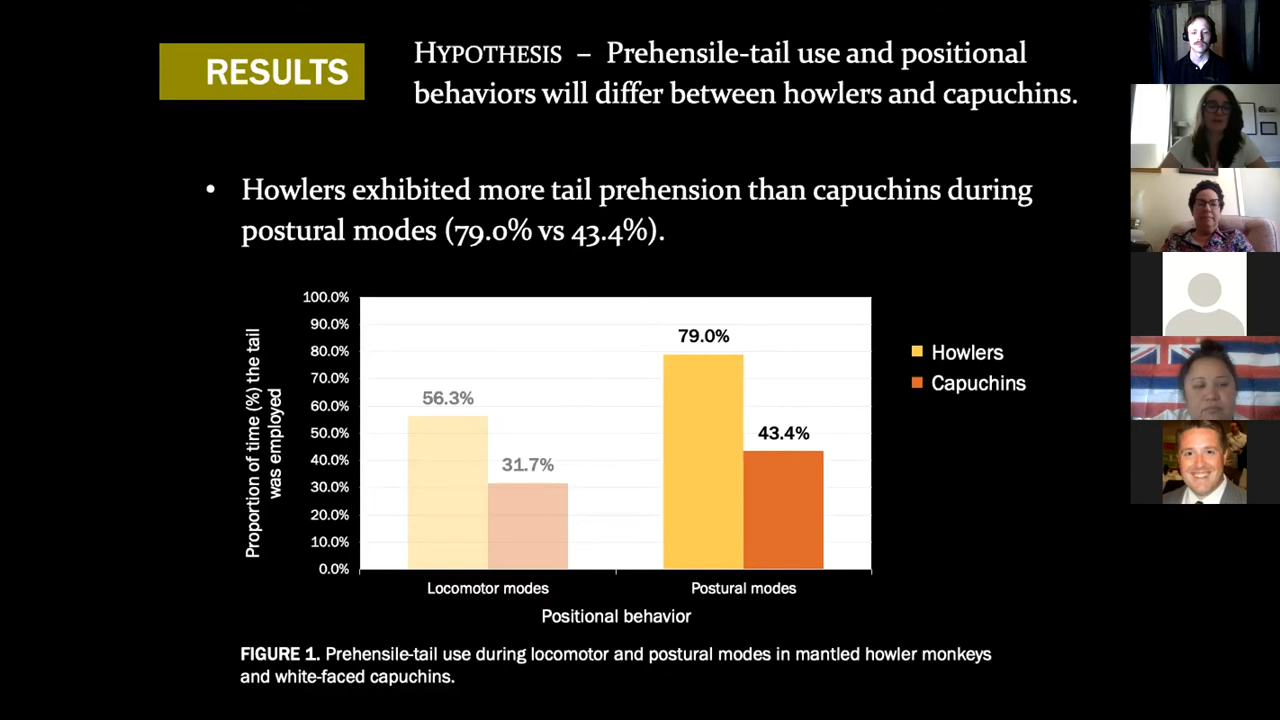 RESULTS
HYPOTHESIS – Prehensile-tail use and positional
behaviors will differ between howlers and capuchins.
• Howlers exhibited more tail prehension than capuchins during
postural modes (79.0% vs 43.4%).
Proportion of time (%) the tail
was employed
100.0%
90.0%
80.0%
70.0%
60.0%
50.0%
40.0%
30.0%
20.0%
10.0%
0.0%
56.3%
31.7%
79.0%
43.4%
Locomotor modes
Postural modes
Positional behavior
Howlers
Capuchins
FIGURE 1. Prehensile-tail use during locomotor and postural modes in mantled howler monkeys
and white-faced capuchins.